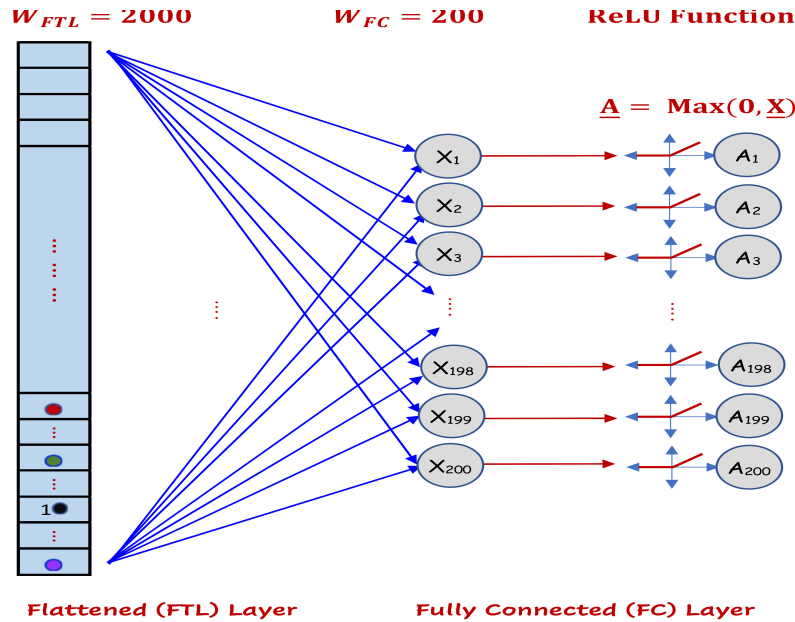 W_FTL = 2000 W_FC = 200 ReLU Function
A = Max(0, X)
X₁ A₁
X₂ A₂
X₃ A₃
X₁₉₈ A₁₉₈
X₁₉₉ A₁₉₉
X₂₀₀ A₂₀₀
1
Flattened (FTL) Layer Fully Connected (FC) Layer